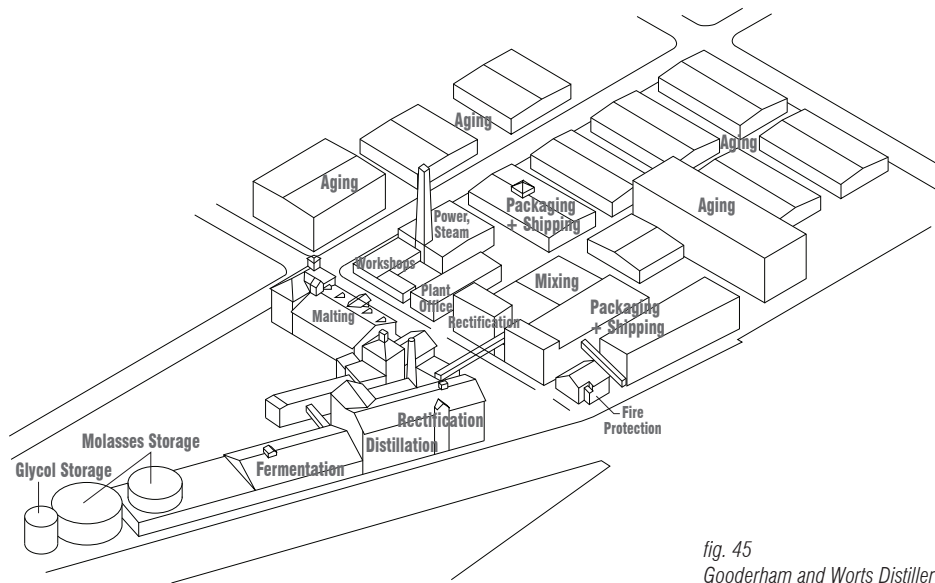 Aging
Aging
Aging
Aging
Packaging
+ Shipping
Power,
Steam
Workshops
Plant
Office
Mixing
Malting
Rectification
Packaging
+ Shipping
Fire
Protection
Rectification
Distillation
Fermentation
Molasses Storage
Glycol Storage
fig. 45
Gooderham and Worts Distiller